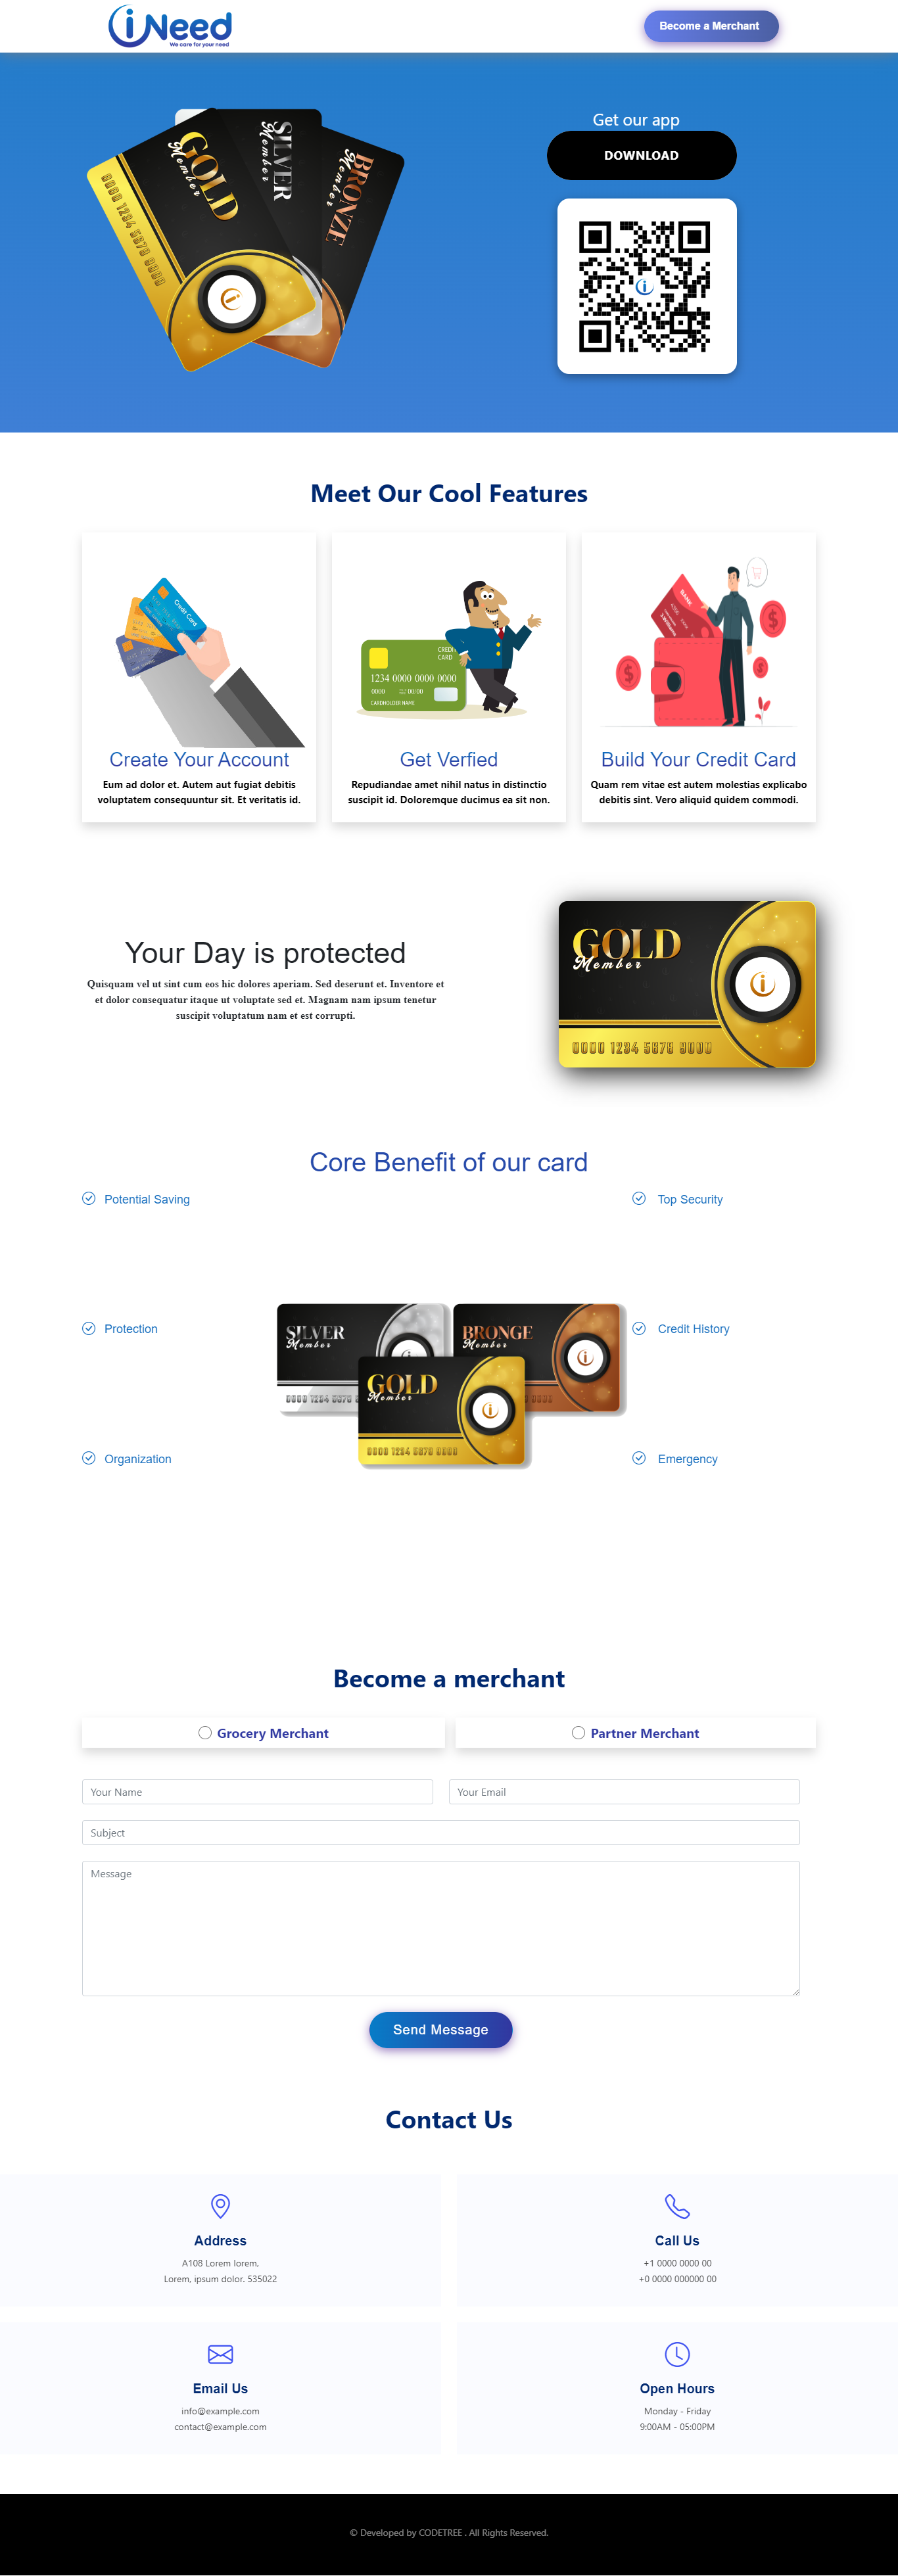 i Need
We care for your need
Become a Merchant
Get our app
DOWNLOAD
GOLD
Member
SILVER
Member
BRONZE
Member
0000 1234 5678 9000
Meet Our Cool Features
Credit Card
CREDIT
CARD
1234 0000 0000 0000
0000 00/00
CARDHOLDER NAME
BANK
Create Your Account
Get Verfied
Build Your Credit Card
Eum ad dolor et. Autem aut fugiat debitis
voluptatem consequuntur sit. Et veritatis id.
Repudiandae amet nihil natus in distinctio
suscipit id. Doloremque ducimus ea sit non.
Quam rem vitae est autem molestias explicabo
debitis sint. Vero aliquid quidem commodi.
Your Day is protected
Quisquam vel ut sint cum eos hic dolores aperiam. Sed deserunt et. Inventore et
et dolor consequatur itaque ut voluptate sed et. Magnam nam ipsum tenetur
suscipit voluptatum nam et est corrupti.
GOLD
Member
0000 1234 5678 9000
Core Benefit of our card
Potential Saving
Top Security
Protection
Credit History
SILVER
Member
BRONGE
Member
GOLD
Member
0000 1234 5678 9000
Organization
Emergency
Become a merchant
Grocery Merchant
Partner Merchant
Your Name
Your Email
Subject
Message
Send Message
Contact Us
Address
A108 Lorem lorem,
Lorem, ipsum dolor. 535022
Call Us
+1 0000 0000 00
+0 0000 000000 00
Email Us
info@example.com
contact@example.com
Open Hours
Monday - Friday
9:00AM - 05:00PM
© Developed by CODETREE . All Rights Reserved.